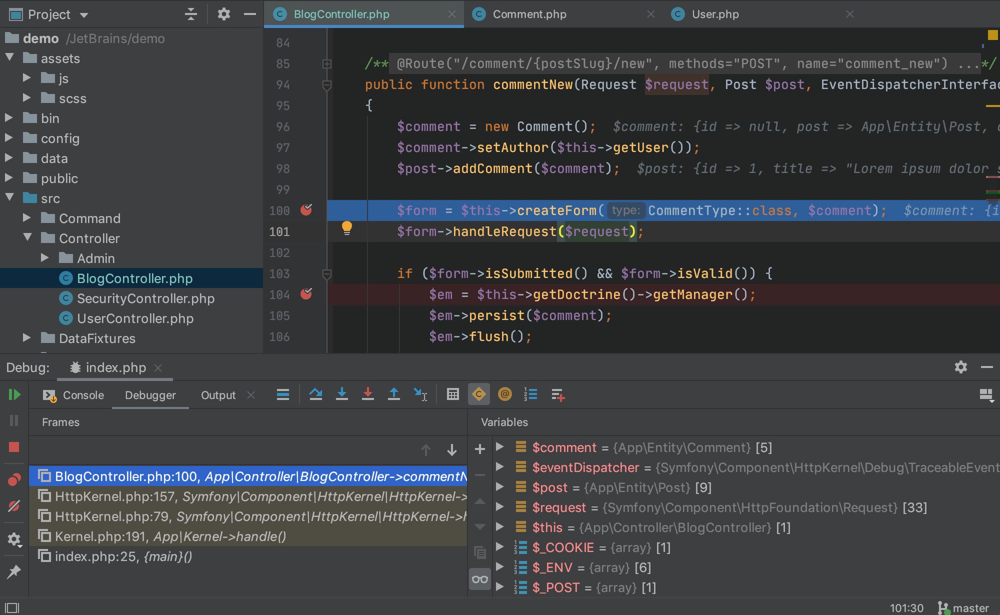 Project
BlogController.php
Comment.php
User.php
demo /JetBrains/demo
assets
js
scss
bin
config
data
public
src
Command
Controller
Admin
BlogController.php
SecurityController.php
UserController.php
DataFixtures
84
85 /** @Route("/comment/{postSlug}/new", methods="POST", name="comment_new") ...*/
94 public function commentNew(Request $request, Post $post, EventDispatcherInterfac
95 {
96 $comment = new Comment(); $comment: {id => null, post => App\Entity\Post,
97 $comment->setAuthor($this->getUser());
98 $post->addComment($comment); $post: {id => 1, title => "Lorem ipsum dolor s
99
100 $form = $this->createForm( type: CommentType::class, $comment); $comment: {i
101 $form->handleRequest($request);
102
103 if ($form->isSubmitted() && $form->isValid()) {
104 $em = $this->getDoctrine()->getManager();
105 $em->persist($comment);
106 $em->flush();
Debug: index.php
Console Debugger Output
Frames
BlogController.php:100, App\Controller\BlogController->commentN
HttpKernel.php:157, Symfony\Component\HttpKernel\HttpKernel->
HttpKernel.php:79, Symfony\Component\HttpKernel\HttpKernel->h
Kernel.php:191, App\Kernel->handle()
index.php:25, {main}()
Variables
$comment = {App\Entity\Comment} [5]
$eventDispatcher = {Symfony\Component\HttpKernel\Debug\TraceableEvent
$post = {App\Entity\Post} [9]
$request = {Symfony\Component\HttpFoundation\Request} [33]
$this = {App\Controller\BlogController} [1]
$_COOKIE = {array} [1]
$_ENV = {array} [6]
$_POST = {array} [1]
101:30 master